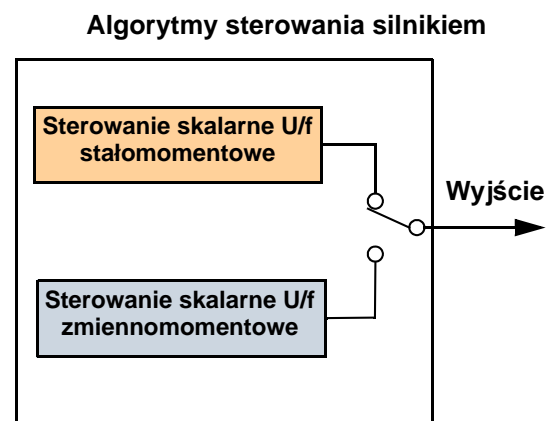 Algorytmy sterowania silnikiem
Sterowanie skalarne U/f
stałomomentowe
Wyjście
Sterowanie skalarne U/f
zmiennomomentowe